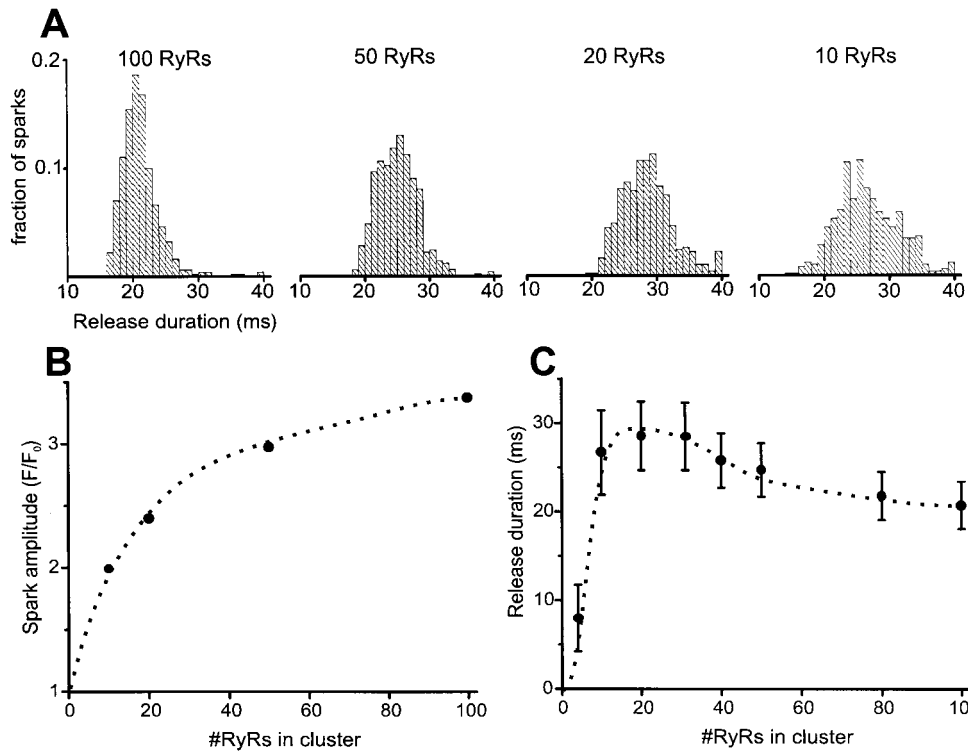 A
100 RyRs 50 RyRs 20 RyRs 10 RyRs
0.2
0.1
fraction of sparks
10 20 30 40 10 20 30 40 10 20 30 40 10 20 30 40
Release duration (ms)
B
3
2
1
Spark amplitude (F/F₀)
0 20 40 60 80 100
#RyRs in cluster
C
30
20
10
0
Release duration (ms)
0 20 40 60 80 10
#RyRs in cluster